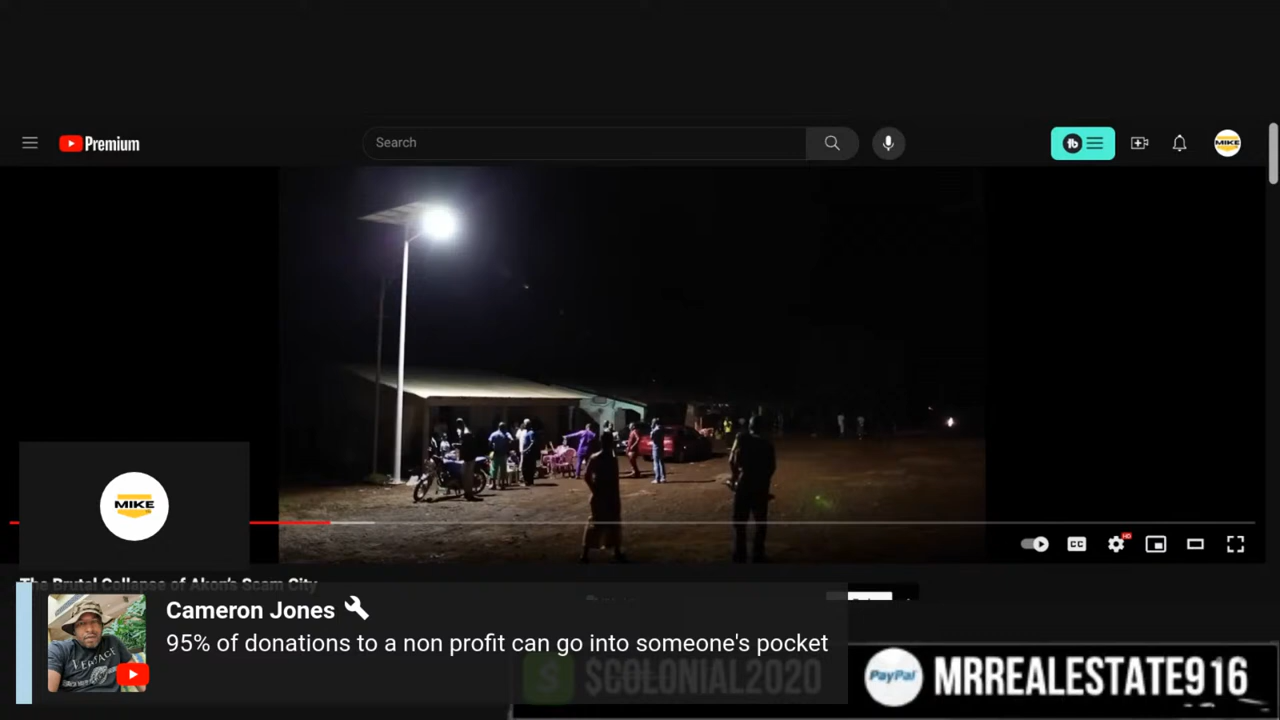 Premium
Search
MIKE
HD
MIKE
The Brutal Collapse of Akon's Scam City
Cameron Jones
95% of donations to a non profit can go into someone's pocket
$COLONIAL2020
PayPal
MRREALESTATE916